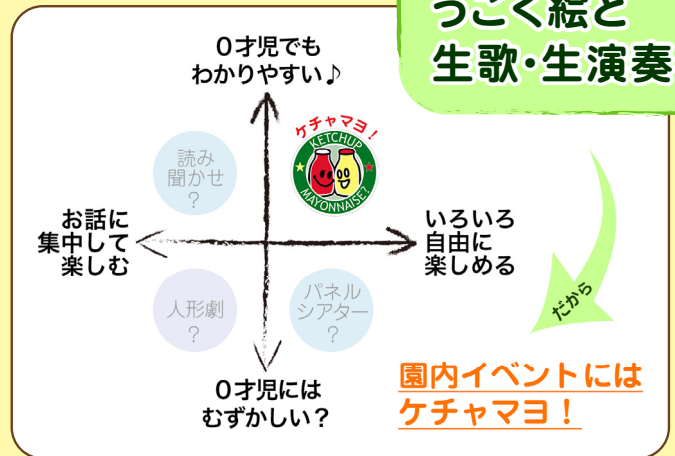 うごく絵と
生歌・生演奏
0才児でも
わかりやすい♪
ケチャマヨ！
KETCHUP
MAYONNAISE?
読み
聞かせ
？
お話に
集中して
楽しむ
いろいろ
自由に
楽しめる
人形劇
？
パネル
シアター
？
だから
0才児には
むずかしい？
園内イベントには
ケチャマヨ！